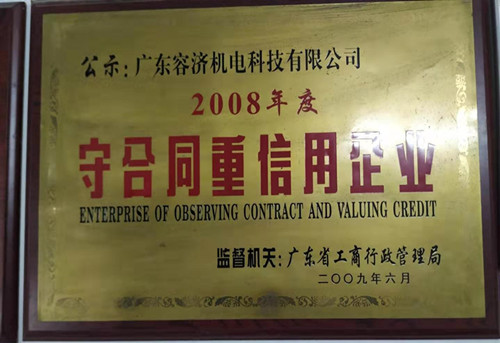 公示：广东容济机电科技有限公司
2008年度
守合同重信用企业
ENTERPRISE OF OBSERVING CONTRACT AND VALUING CREDIT
监督机关：广东省工商行政管理局
二〇〇九年六月